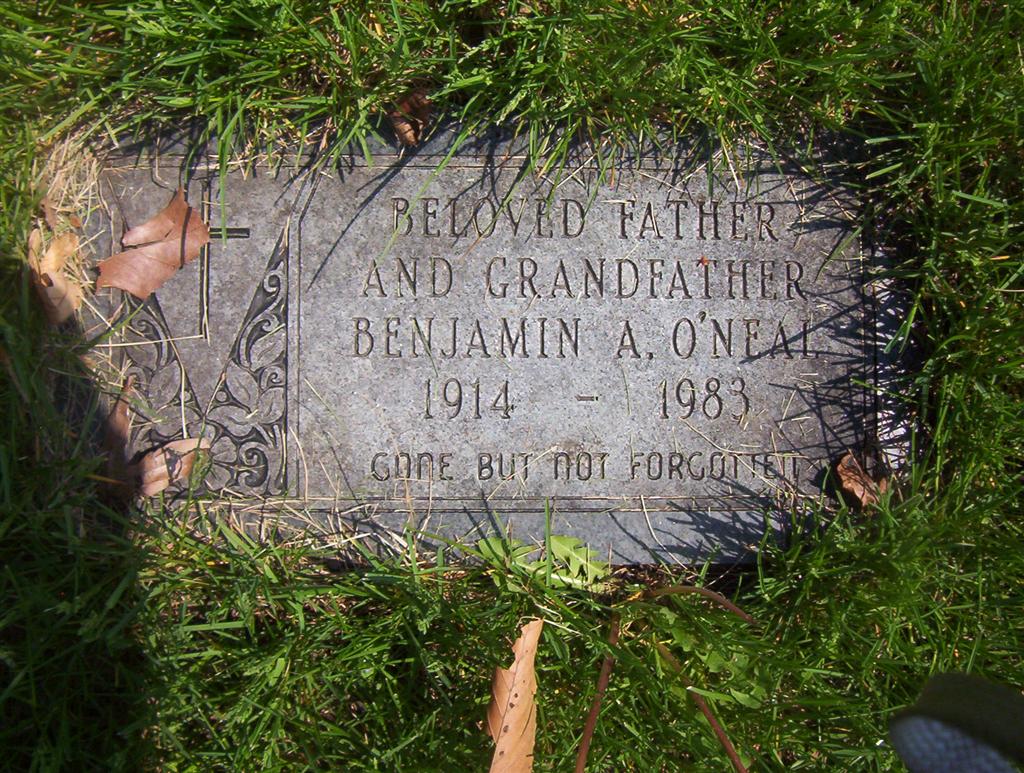 BELOVED FATHER
AND GRANDFATHER
BENJAMIN A. O'NEAL
1914 - 1983
GONE BUT NOT FORGOTTEN